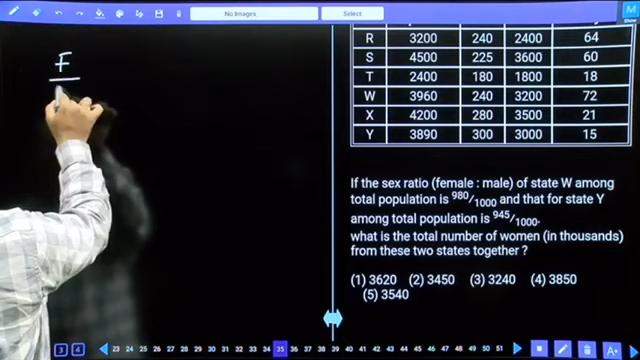 No Images
Select
F
R 3200 240 2400 64
S 4500 225 3600 60
T 2400 180 1800 18
W 3960 240 3200 72
X 4200 280 3500 21
Y 3890 300 3000 15
If the sex ratio (female : male) of state W among
total population is 980/1000 and that for state Y
among total population is 945/1000.
what is the total number of women (in thousands)
from these two states together ?
(1) 3620 (2) 3450 (3) 3240 (4) 3850
(5) 3540
3 4 23 24 25 26 27 28 29 30 31 32 33 34 35 36 37 38 39 40 41 42 43 44 45 46 47 48 49 50 51 A+